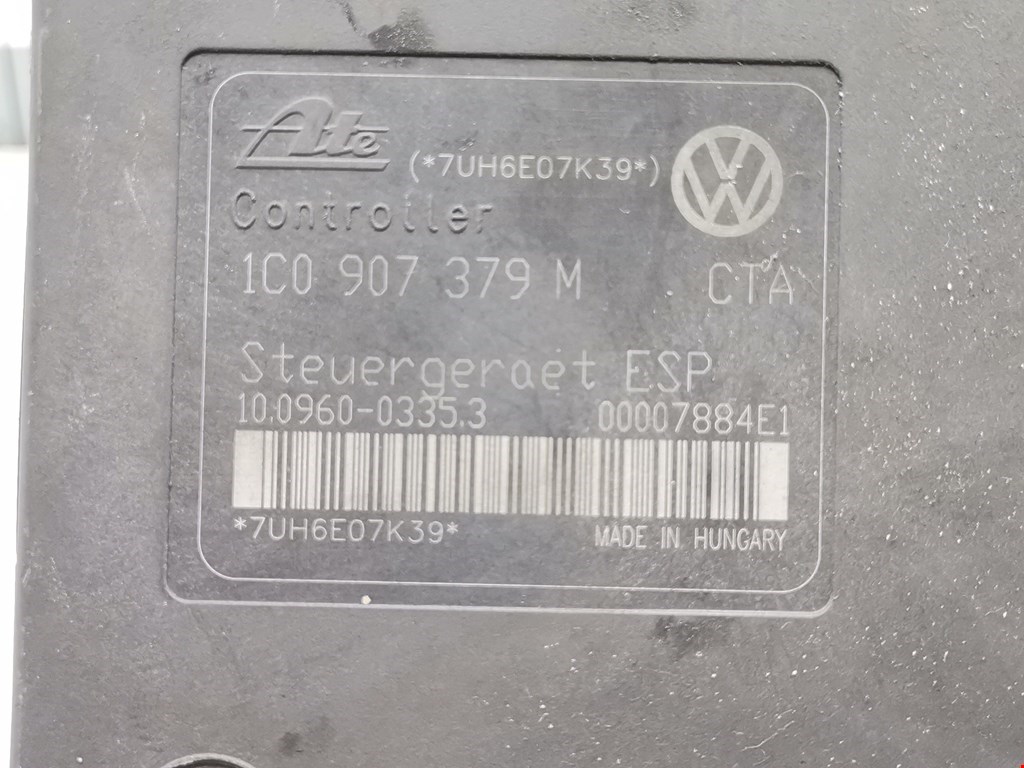 Ate (*7UH6E07K39*)
Controller
1C0 907 379 M CTA
Steuergeraet ESP
10.0960-0335.3 00007884E1
*7UH6E07K39* MADE IN HUNGARY